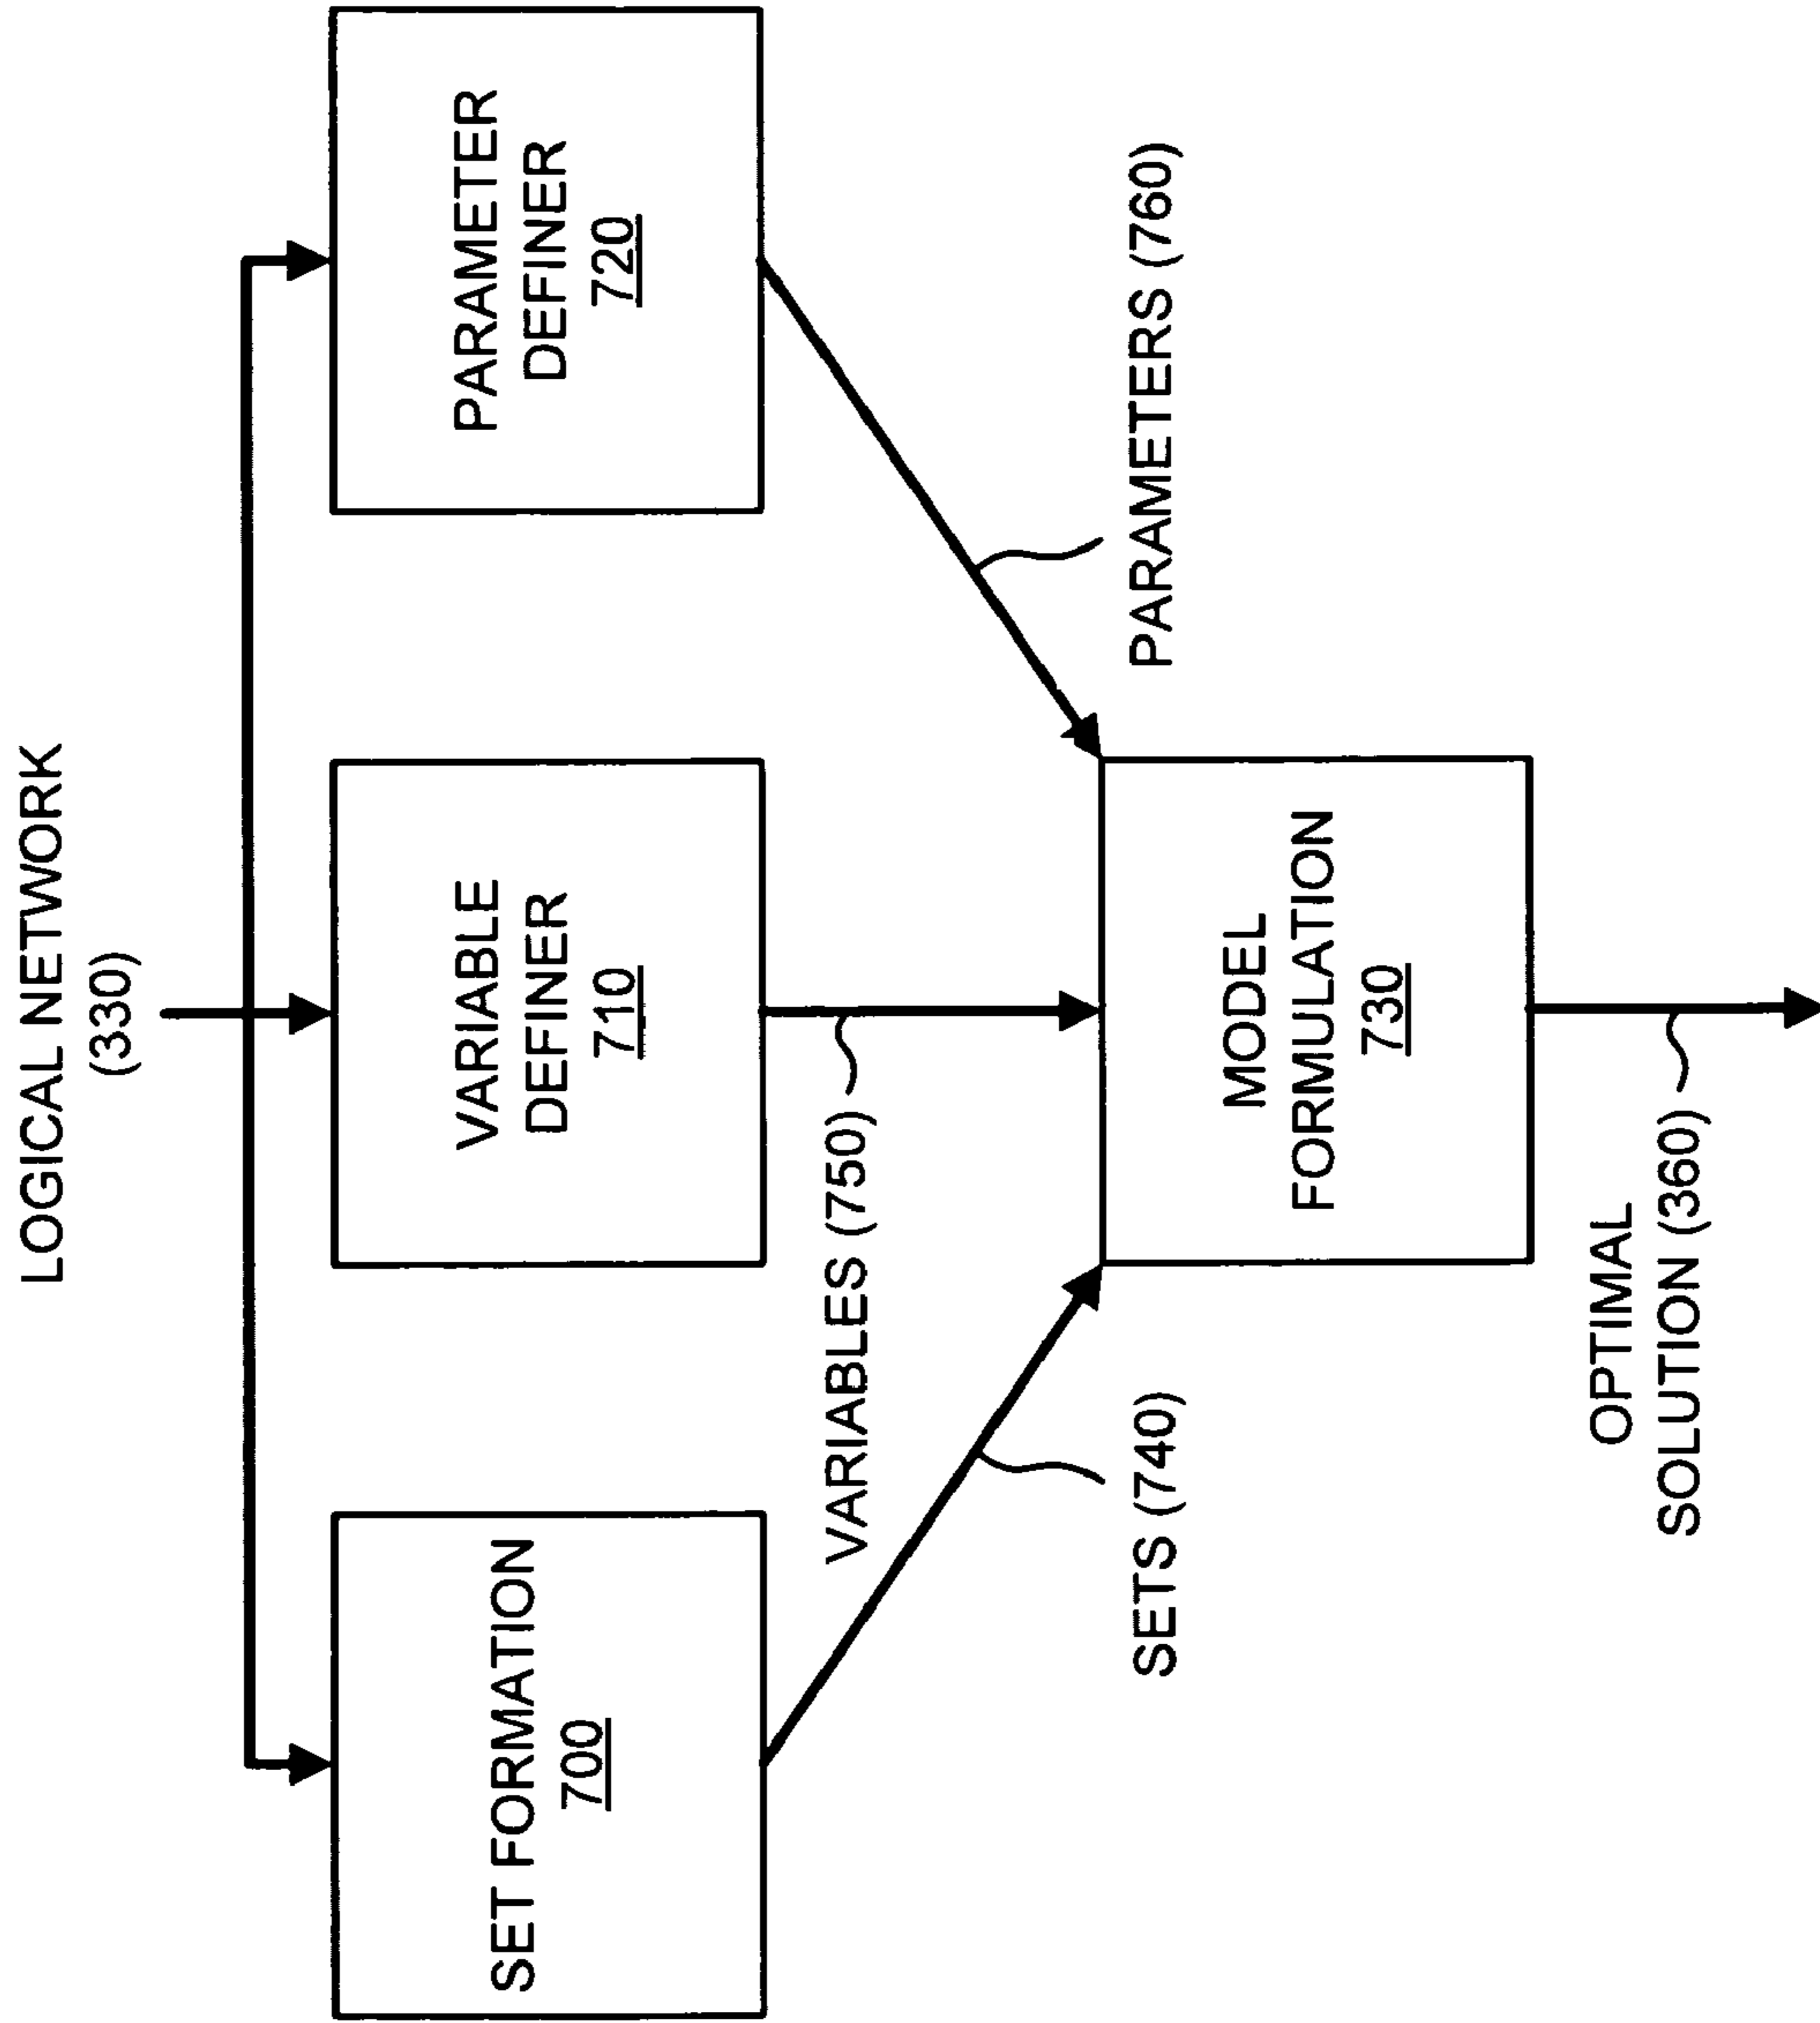 LOGICAL NETWORK
(330)
SET FORMATION
700
VARIABLE
DEFINER
710
PARAMETER
DEFINER
720
VARIABLES (750)
SETS (740)
PARAMETERS (760)
MODEL
FORMULATION
730
OPTIMAL
SOLUTION (360)